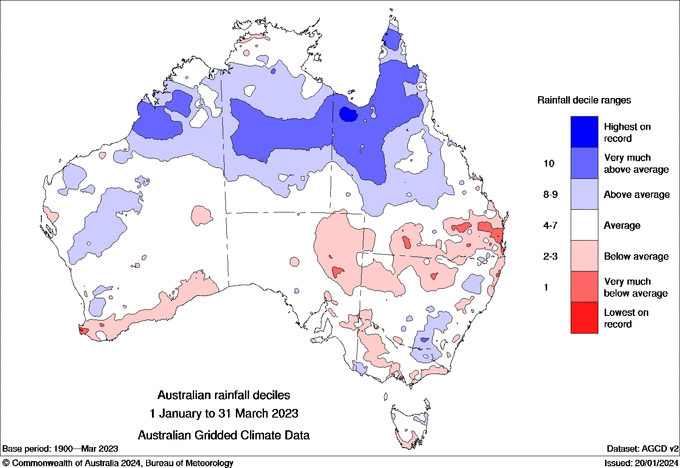 Rainfall decile ranges
Highest on
record
10
Very much
above average
8-9
Above average
4-7
Average
2-3
Below average
1
Very much
below average
Lowest on
record
Australian rainfall deciles
1 January to 31 March 2023
Australian Gridded Climate Data
Base period: 1900—Mar 2023
Dataset: AGCD v2
© Commonwealth of Australia 2024, Bureau of Meteorology
Issued: 20/01/2024